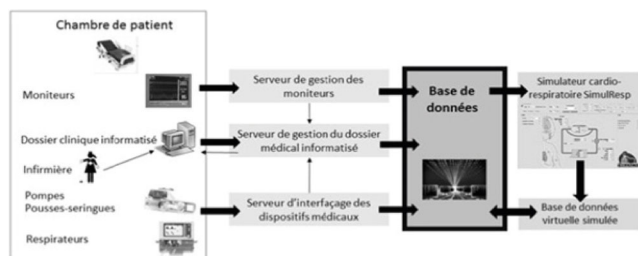 Chambre de patient
Moniteurs
Dossier clinique informatisé
Infirmière
Pompes
Pousses-seringues
Respirateurs
Serveur de gestion des
moniteurs
Serveur de gestion du dossier
médical informatisé
Serveur d'interfaçage des
dispositifs médicaux
Base de
données
Simulateur cardio-
respiratoire SimulResp
Base de données
virtuelle simulée